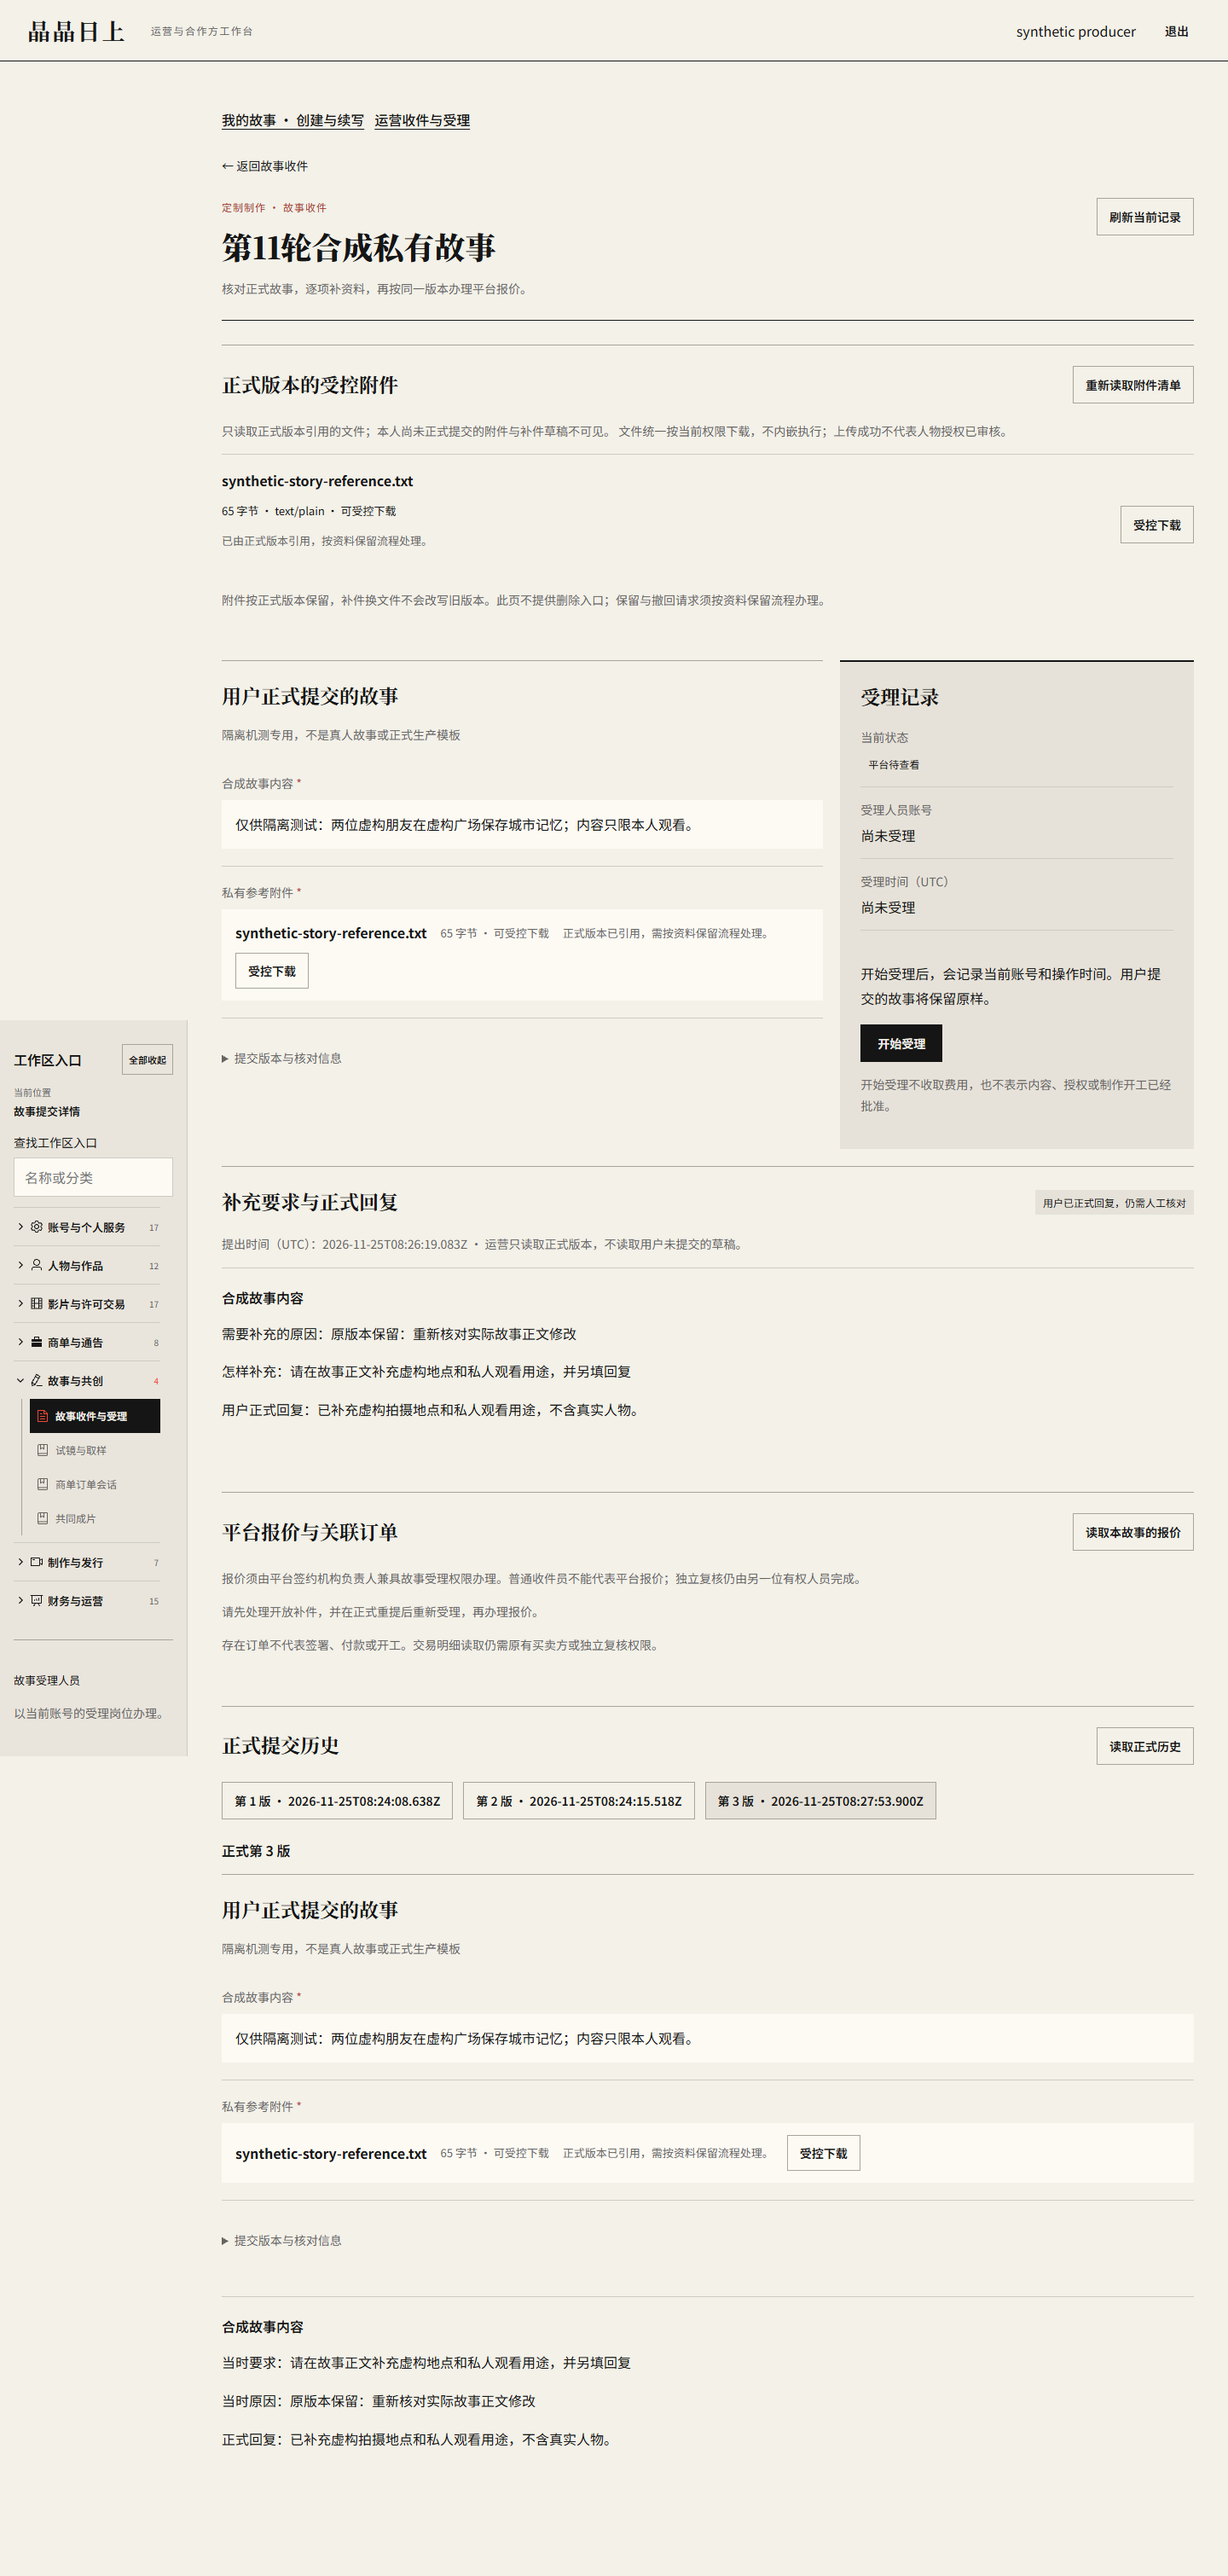 晶晶日上
运营与合作方工作台
synthetic producer
退出
我的故事 · 创建与续写
运营收件与受理
← 返回故事收件
定制制作 · 故事收件
刷新当前记录
第11轮合成私有故事
核对正式故事，逐项补资料，再按同一版本办理平台报价。
正式版本的受控附件
重新读取附件清单
只读取正式版本引用的文件；本人尚未正式提交的附件与补件草稿不可见。 文件统一按当前权限下载，不内嵌执行；上传成功不代表人物授权已审核。
synthetic-story-reference.txt
65 字节 · text/plain · 可受控下载
已由正式版本引用，按资料保留流程处理。
受控下载
附件按正式版本保留，补件换文件不会改写旧版本。此页不提供删除入口；保留与撤回请求须按资料保留流程办理。
用户正式提交的故事
隔离机测专用，不是真人故事或正式生产模板
合成故事内容 *
仅供隔离测试：两位虚构朋友在虚构广场保存城市记忆；内容只限本人观看。
私有参考附件 *
synthetic-story-reference.txt 65 字节 · 可受控下载 正式版本已引用，需按资料保留流程处理。
受控下载
▶ 提交版本与核对信息
受理记录
当前状态
平台待查看
受理人员账号
尚未受理
受理时间（UTC）
尚未受理
开始受理后，会记录当前账号和操作时间。用户提
交的故事将保留原样。
开始受理
开始受理不收取费用，也不表示内容、授权或制作开工已经
批准。
工作区入口
全部收起
当前位置
故事提交详情
查找工作区入口
名称或分类
账号与个人服务 17
人物与作品 12
影片与许可交易 17
商单与通告 8
故事与共创 4
故事收件与受理
试镜与取样
商单订单会话
共同成片
制作与发行 7
财务与运营 15
故事受理人员
以当前账号的受理岗位办理。
补充要求与正式回复
用户已正式回复，仍需人工核对
提出时间（UTC）：2026-11-25T08:26:19.083Z · 运营只读取正式版本，不读取用户未提交的草稿。
合成故事内容
需要补充的原因：原版本保留：重新核对实际故事正文修改
怎样补充：请在故事正文补充虚构地点和私人观看用途，并另填回复
用户正式回复：已补充虚构拍摄地点和私人观看用途，不含真实人物。
平台报价与关联订单
读取本故事的报价
报价须由平台签约机构负责人兼具故事受理权限办理。普通收件员不能代表平台报价；独立复核仍由另一位有权人员完成。
请先处理开放补件，并在正式重提后重新受理，再办理报价。
存在订单不代表签署、付款或开工。交易明细读取仍需原有买卖方或独立复核权限。
正式提交历史
读取正式历史
第 1 版 · 2026-11-25T08:24:08.638Z
第 2 版 · 2026-11-25T08:24:15.518Z
第 3 版 · 2026-11-25T08:27:53.900Z
正式第 3 版
用户正式提交的故事
隔离机测专用，不是真人故事或正式生产模板
合成故事内容 *
仅供隔离测试：两位虚构朋友在虚构广场保存城市记忆；内容只限本人观看。
私有参考附件 *
synthetic-story-reference.txt 65 字节 · 可受控下载 正式版本已引用，需按资料保留流程处理。 受控下载
▶ 提交版本与核对信息
合成故事内容
当时要求：请在故事正文补充虚构地点和私人观看用途，并另填回复
当时原因：原版本保留：重新核对实际故事正文修改
正式回复：已补充虚构拍摄地点和私人观看用途，不含真实人物。